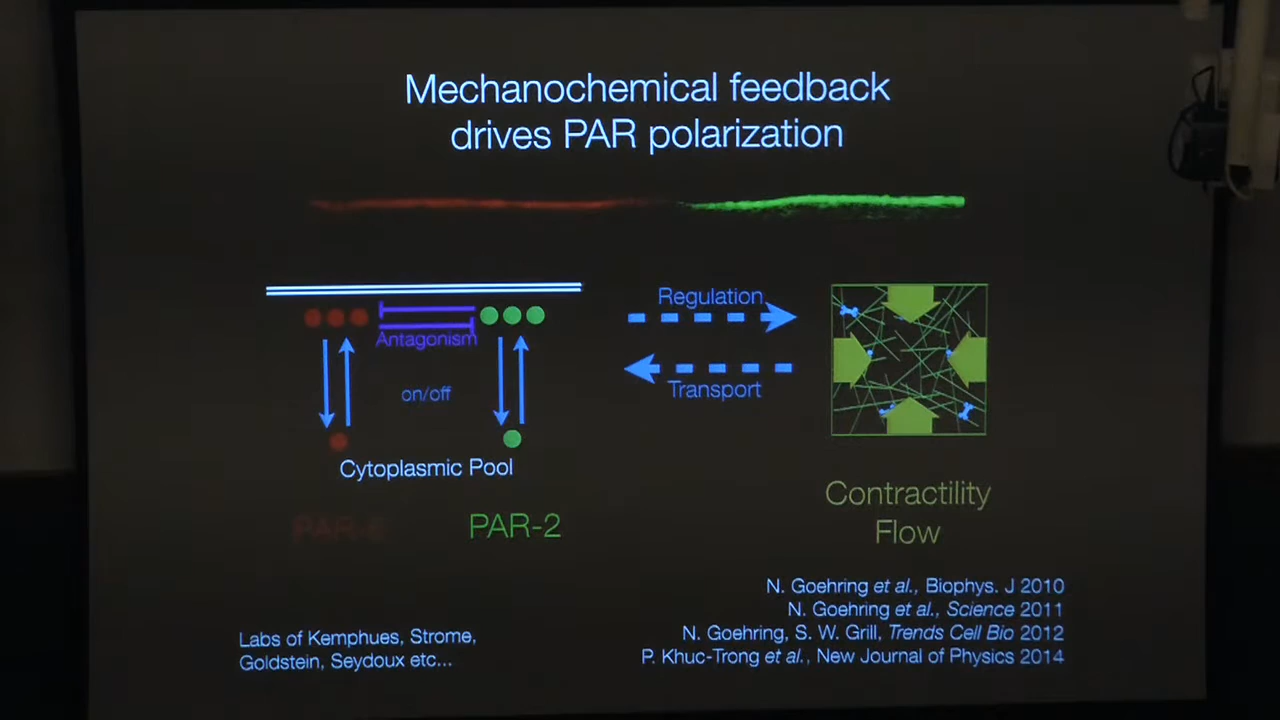 Mechanochemical feedback
drives PAR polarization
Regulation
Antagonism
on/off
Transport
Cytoplasmic Pool
PAR-6
PAR-2
Contractility
Flow
N. Goehring et al., Biophys. J 2010
N. Goehring et al., Science 2011
N. Goehring, S. W. Grill, Trends Cell Bio 2012
P. Khuc-Trong et al., New Journal of Physics 2014
Labs of Kemphues, Strome,
Goldstein, Seydoux etc...